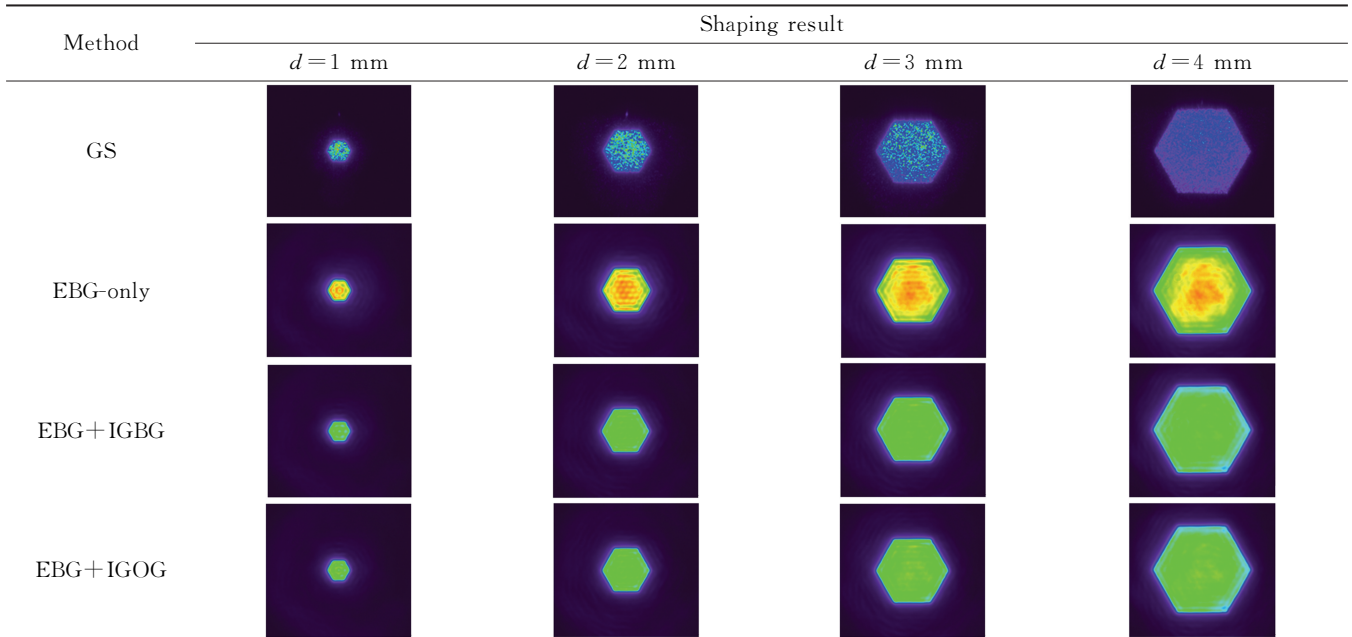 Method
Shaping result
d=1 mm
d=2 mm
d=3 mm
d=4 mm
GS
EBG-only
EBG+IGBG
EBG+IGOG